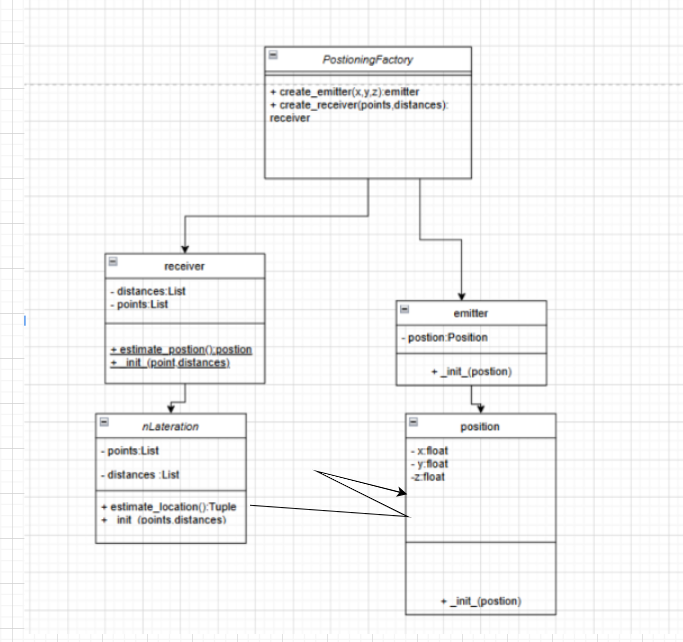 PostioningFactory
+ create_emitter(x,y,z):emitter
+ create_receiver(points,distances):
receiver
receiver
- distances:List
- points:List
+ estimate_postion():postion
+ _init_(point,distances)
emitter
- postion:Position
+ _init_(postion)
nLateration
- points:List
- distances :List
+ estimate_location():Tuple
+ _init_(points,distances)
position
- x:float
- y:float
-z:float
+ _init_(postion)